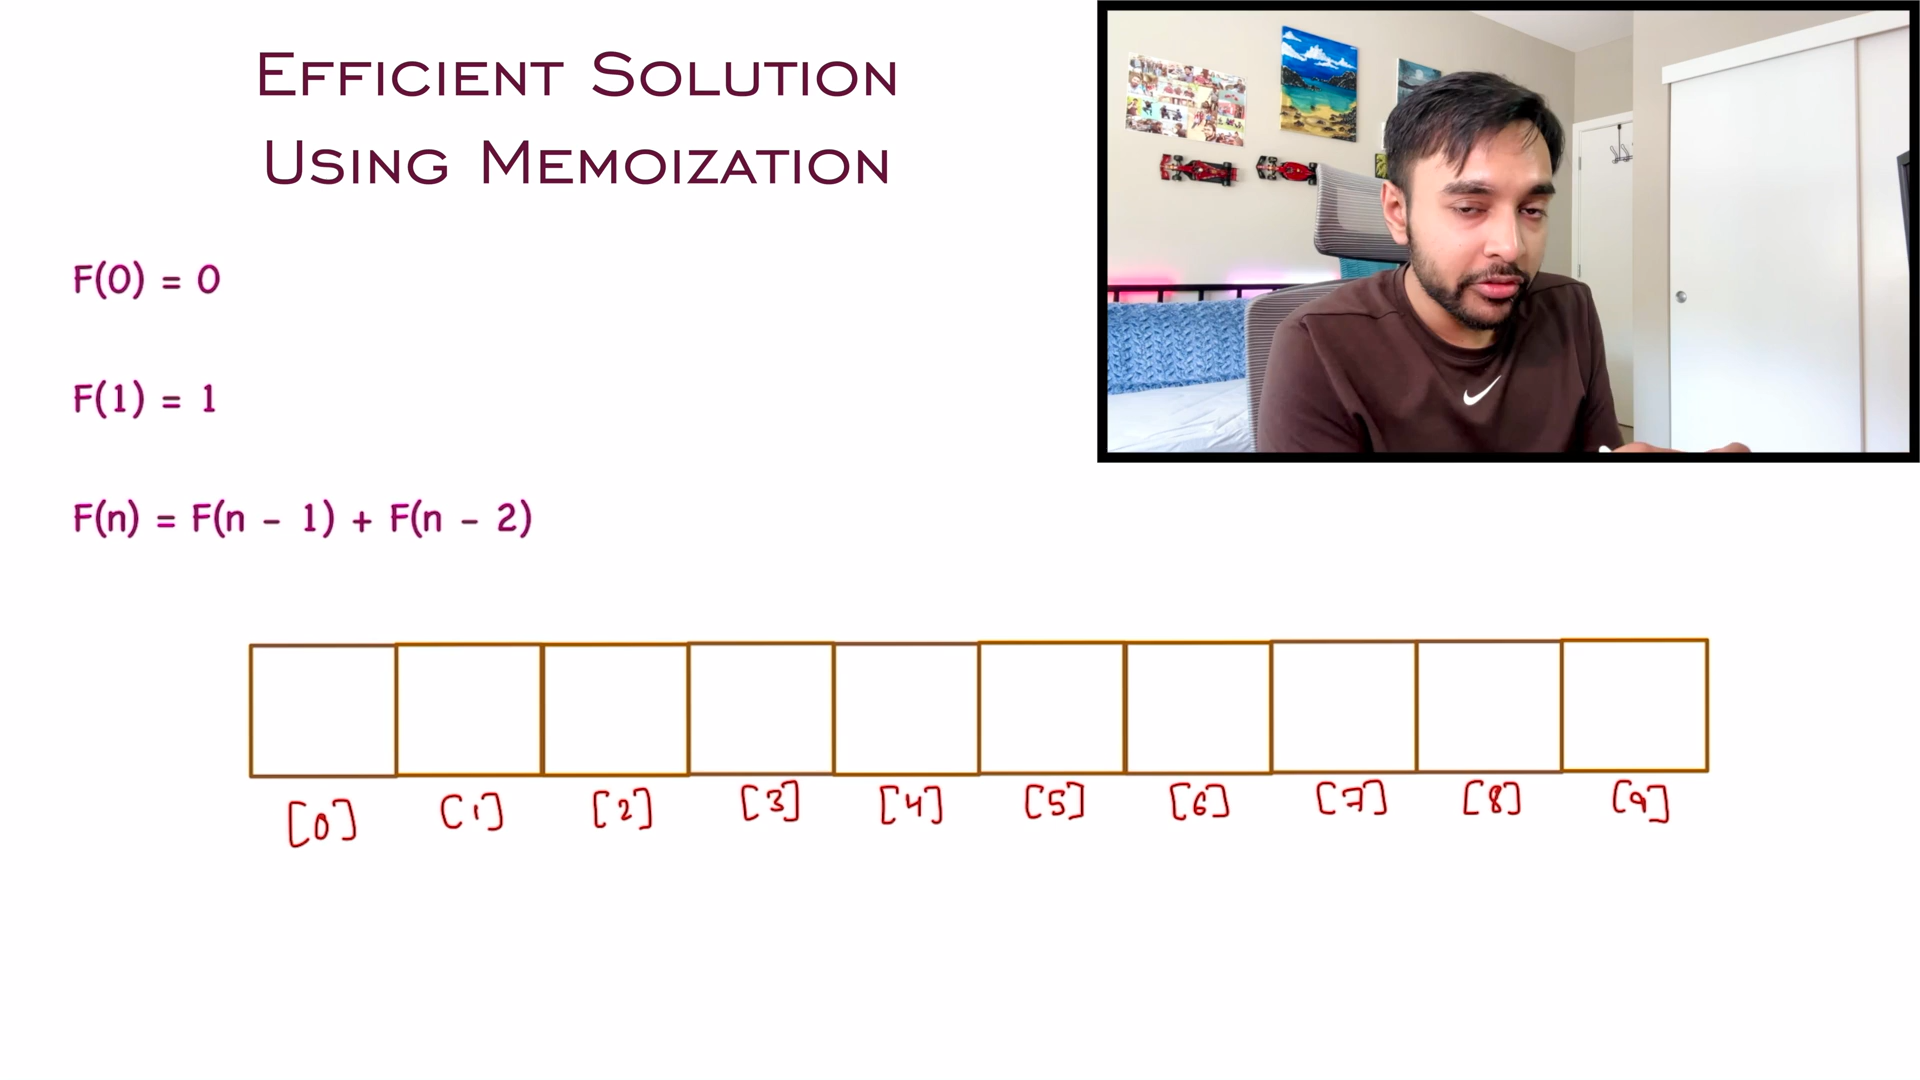 EFFICIENT SOLUTION
USING MEMOIZATION
F(0) = 0
F(1) = 1
F(n) = F(n - 1) + F(n - 2)
[0] [1] [2] [3] [4] [5] [6] [7] [8] [9]